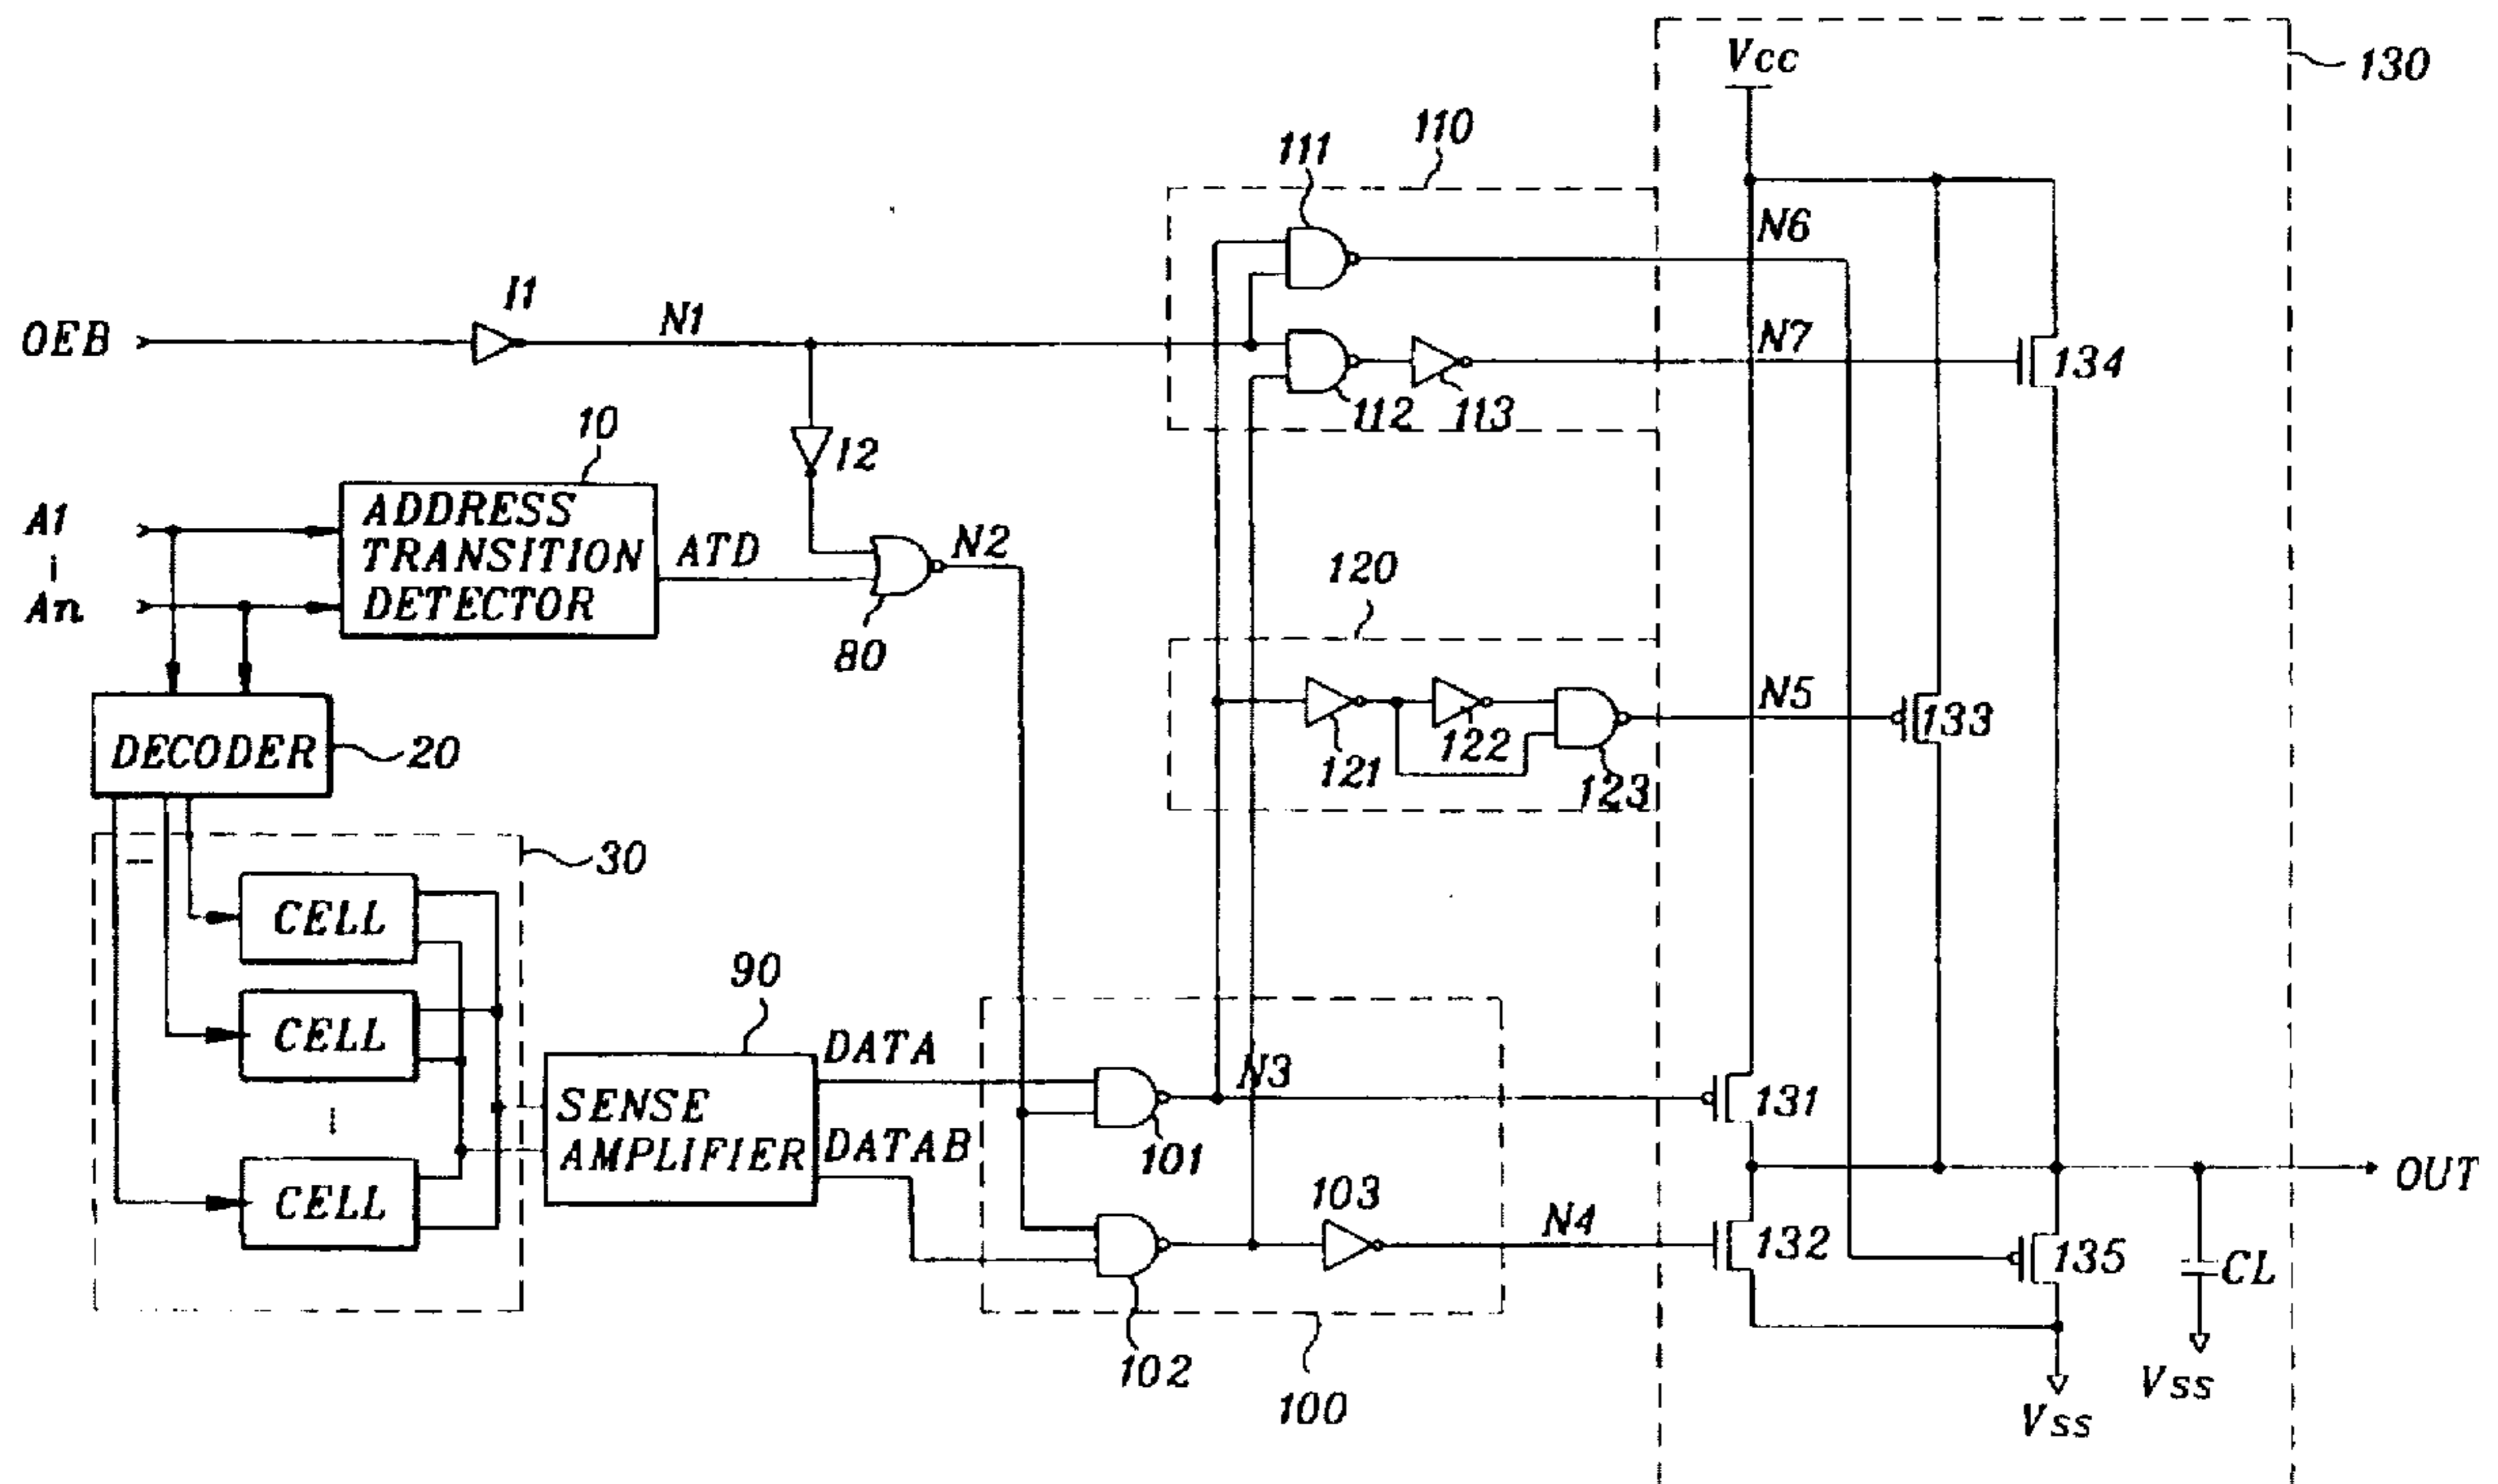 Vcc
130
110
111
N6
I1
N1
OEB
N7
134
112
113
10
I2
A1
ADDRESS
TRANSITION
DETECTOR
ATD
N2
An
120
80
N5
133
DECODER
20
121
122
123
30
CELL
90
CELL
DATA
N3
131
SENSE
AMPLIFIER
DATAB
101
OUT
CELL
103
N4
132
135
CL
102
100
Vss
Vss